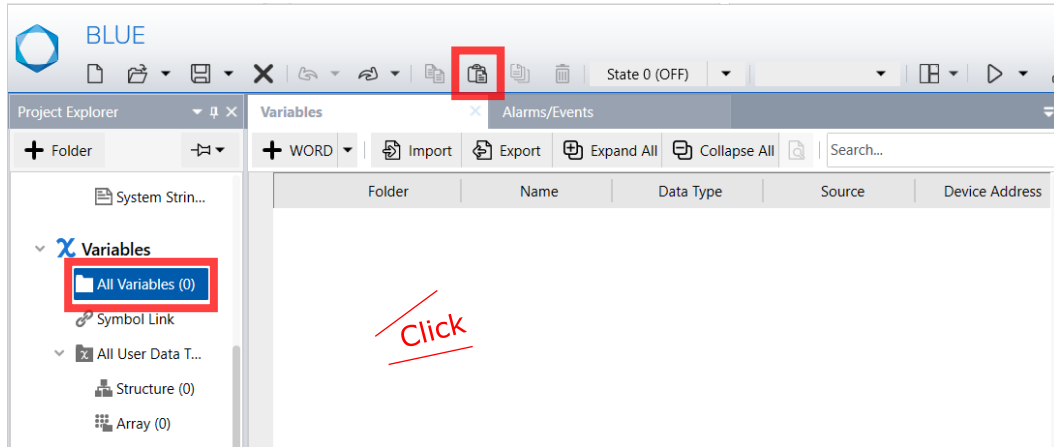 BLUE
State 0 (OFF)
Project Explorer
Variables
Alarms/Events
Folder
WORD
Import
Export
Expand All
Collapse All
Search...
Folder
Name
Data Type
Source
Device Address
System Strin...
Variables
All Variables (0)
Symbol Link
All User Data T...
Structure (0)
Array (0)
Click